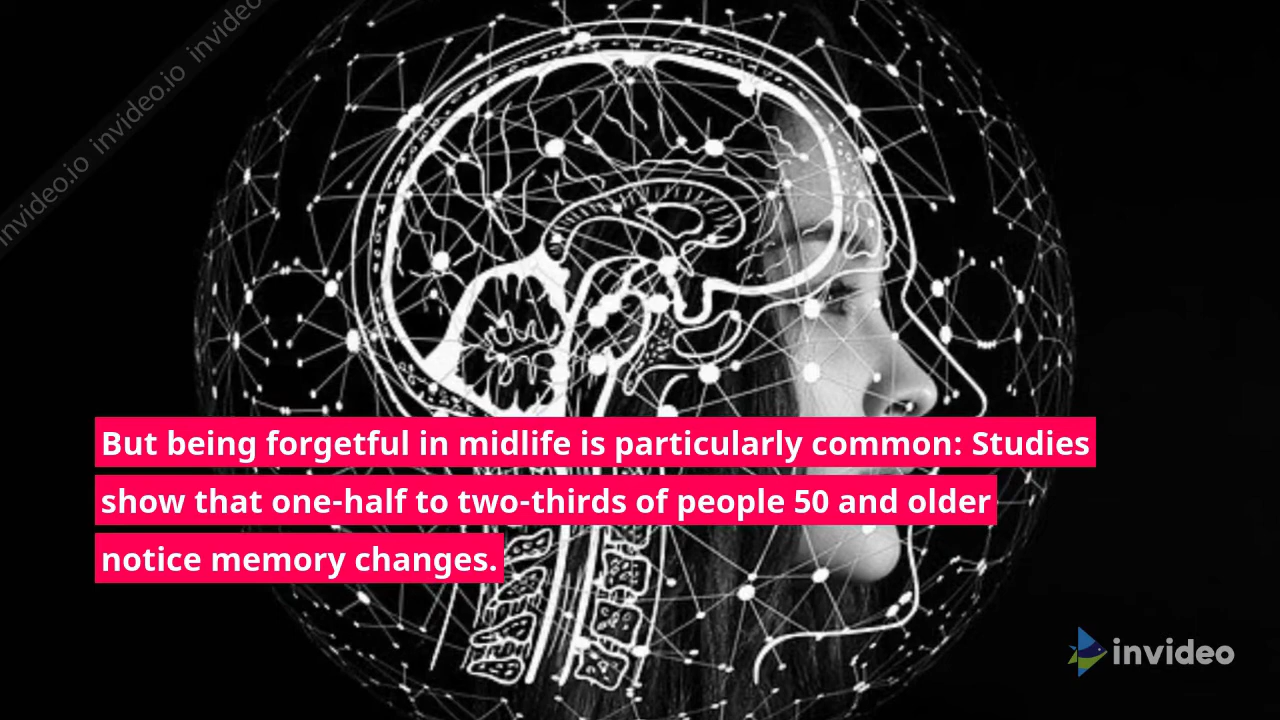 invideo.io invideo.io invideo
But being forgetful in midlife is particularly common: Studies
show that one-half to two-thirds of people 50 and older
notice memory changes.
invideo